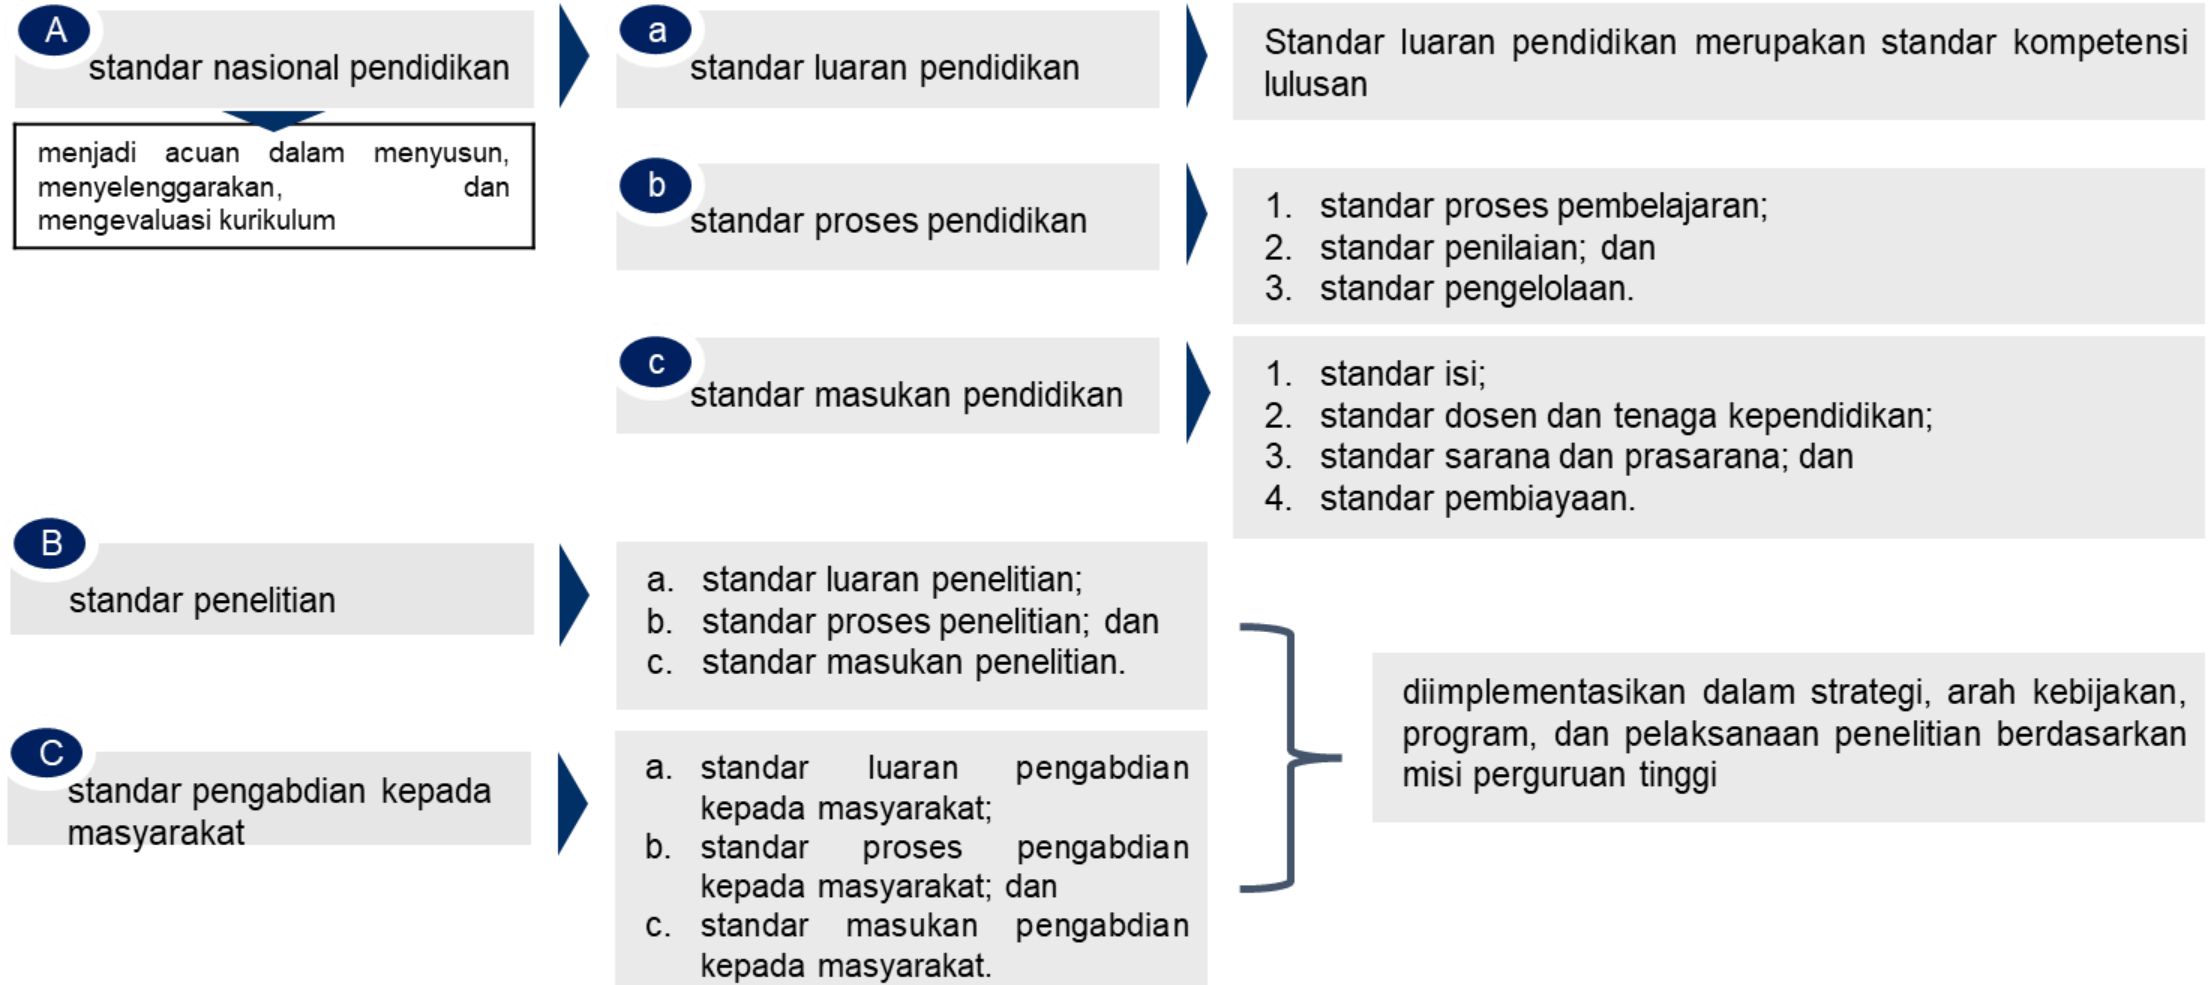 A
standar nasional pendidikan
menjadi acuan dalam menyusun,
menyelenggarakan, dan
mengevaluasi kurikulum
a
standar luaran pendidikan
Standar luaran pendidikan merupakan standar kompetensi
lulusan
b
standar proses pendidikan
1. standar proses pembelajaran;
2. standar penilaian; dan
3. standar pengelolaan.
c
standar masukan pendidikan
1. standar isi;
2. standar dosen dan tenaga kependidikan;
3. standar sarana dan prasarana; dan
4. standar pembiayaan.
B
standar penelitian
a. standar luaran penelitian;
b. standar proses penelitian; dan
c. standar masukan penelitian.
C
standar pengabdian kepada
masyarakat
a. standar luaran pengabdian
kepada masyarakat;
b. standar proses pengabdian
kepada masyarakat; dan
c. standar masukan pengabdian
kepada masyarakat.
diimplementasikan dalam strategi, arah kebijakan,
program, dan pelaksanaan penelitian berdasarkan
misi perguruan tinggi